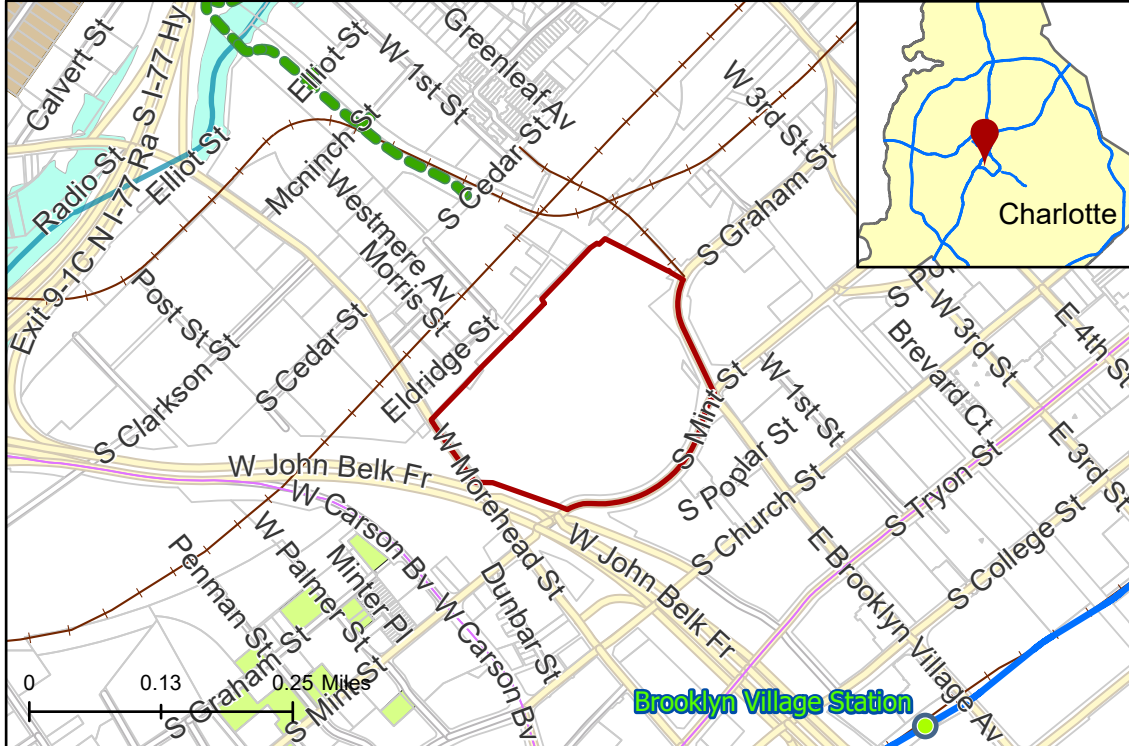 Calvert St
Exit 9-1C N I-77 Ra S I-77 Hy
Radio St
Elliot St
Elliot St
W 1st St
Greenleaf Av
Mcninch St
S Cedar St
W 3rd St
S Graham St
Charlotte
Westmere Av
Morris St
Eldridge St
Post St
S Clarkson St
S Cedar St
S Mint St
W 1st St
S Poplar St
S Church St
S Po
S Brevard Ct
W 3rd St
E 4th St
E 3rd St
S Tryon St
S College St
E Brooklyn Village Av
W John Belk Fr
W Morehead St
W John Belk Fr
W Carson Bv
W Carson Bv
W Palmer St
Minter Pl
Penman St
S Graham St
S Mint St
Dunbar St
Brooklyn Village Station
0 0.13 0.25 Miles